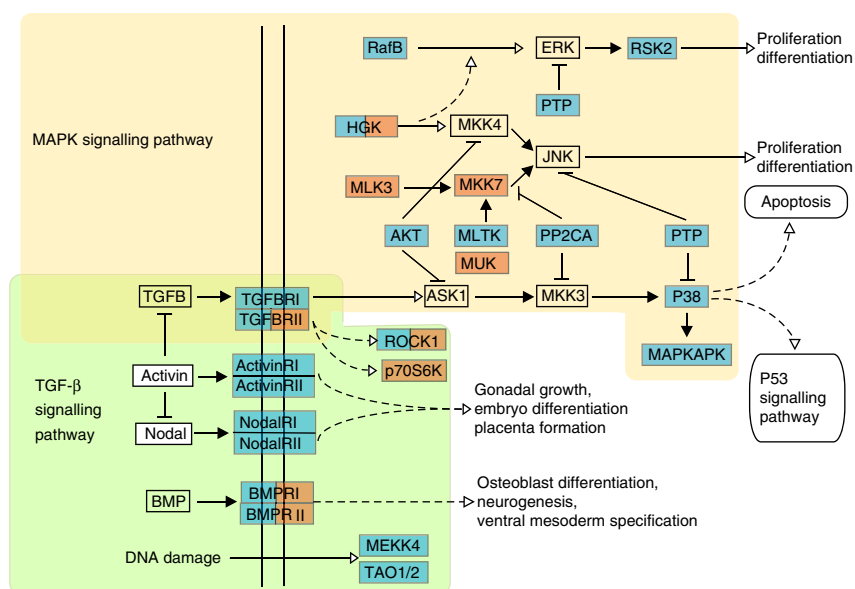 RafB
ERK
RSK2
Proliferation
differentiation
PTP
MAPK signalling pathway
HGK
MKK4
JNK
Proliferation
differentiation
MLK3
MKK7
Apoptosis
AKT
MLTK
PP2CA
PTP
MUK
TGFB
TGFBRI
TGFBRII
ASK1
MKK3
P38
ROCK1
MAPKAPK
p70S6K
TGF-β
signalling
pathway
Activin
ActivinRI
ActivinRII
Gonadal growth,
embryo differentiation
placenta formation
P53
signalling
pathway
Nodal
NodalRI
NodalRII
BMP
BMPRI
BMPR II
Osteoblast differentiation,
neurogenesis,
ventral mesoderm specification
DNA damage
MEKK4
TAO1/2